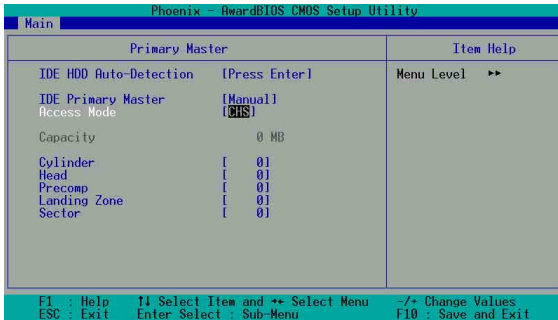 Phoenix - AwardBIOS CMOS Setup Utility
Main
Primary Master
Item Help
IDE HDD Auto-Detection [Press Enter]
Menu Level ▸▸
IDE Primary Master [Manual]
Access Mode [CHS]
Capacity 0 MB
Cylinder [ 0]
Head [ 0]
Precomp [ 0]
Landing Zone [ 0]
Sector [ 0]
F1 : Help ↑↓ Select Item and →← Select Menu -/+ Change Values
ESC : Exit Enter Select : Sub-Menu F10 : Save and Exit